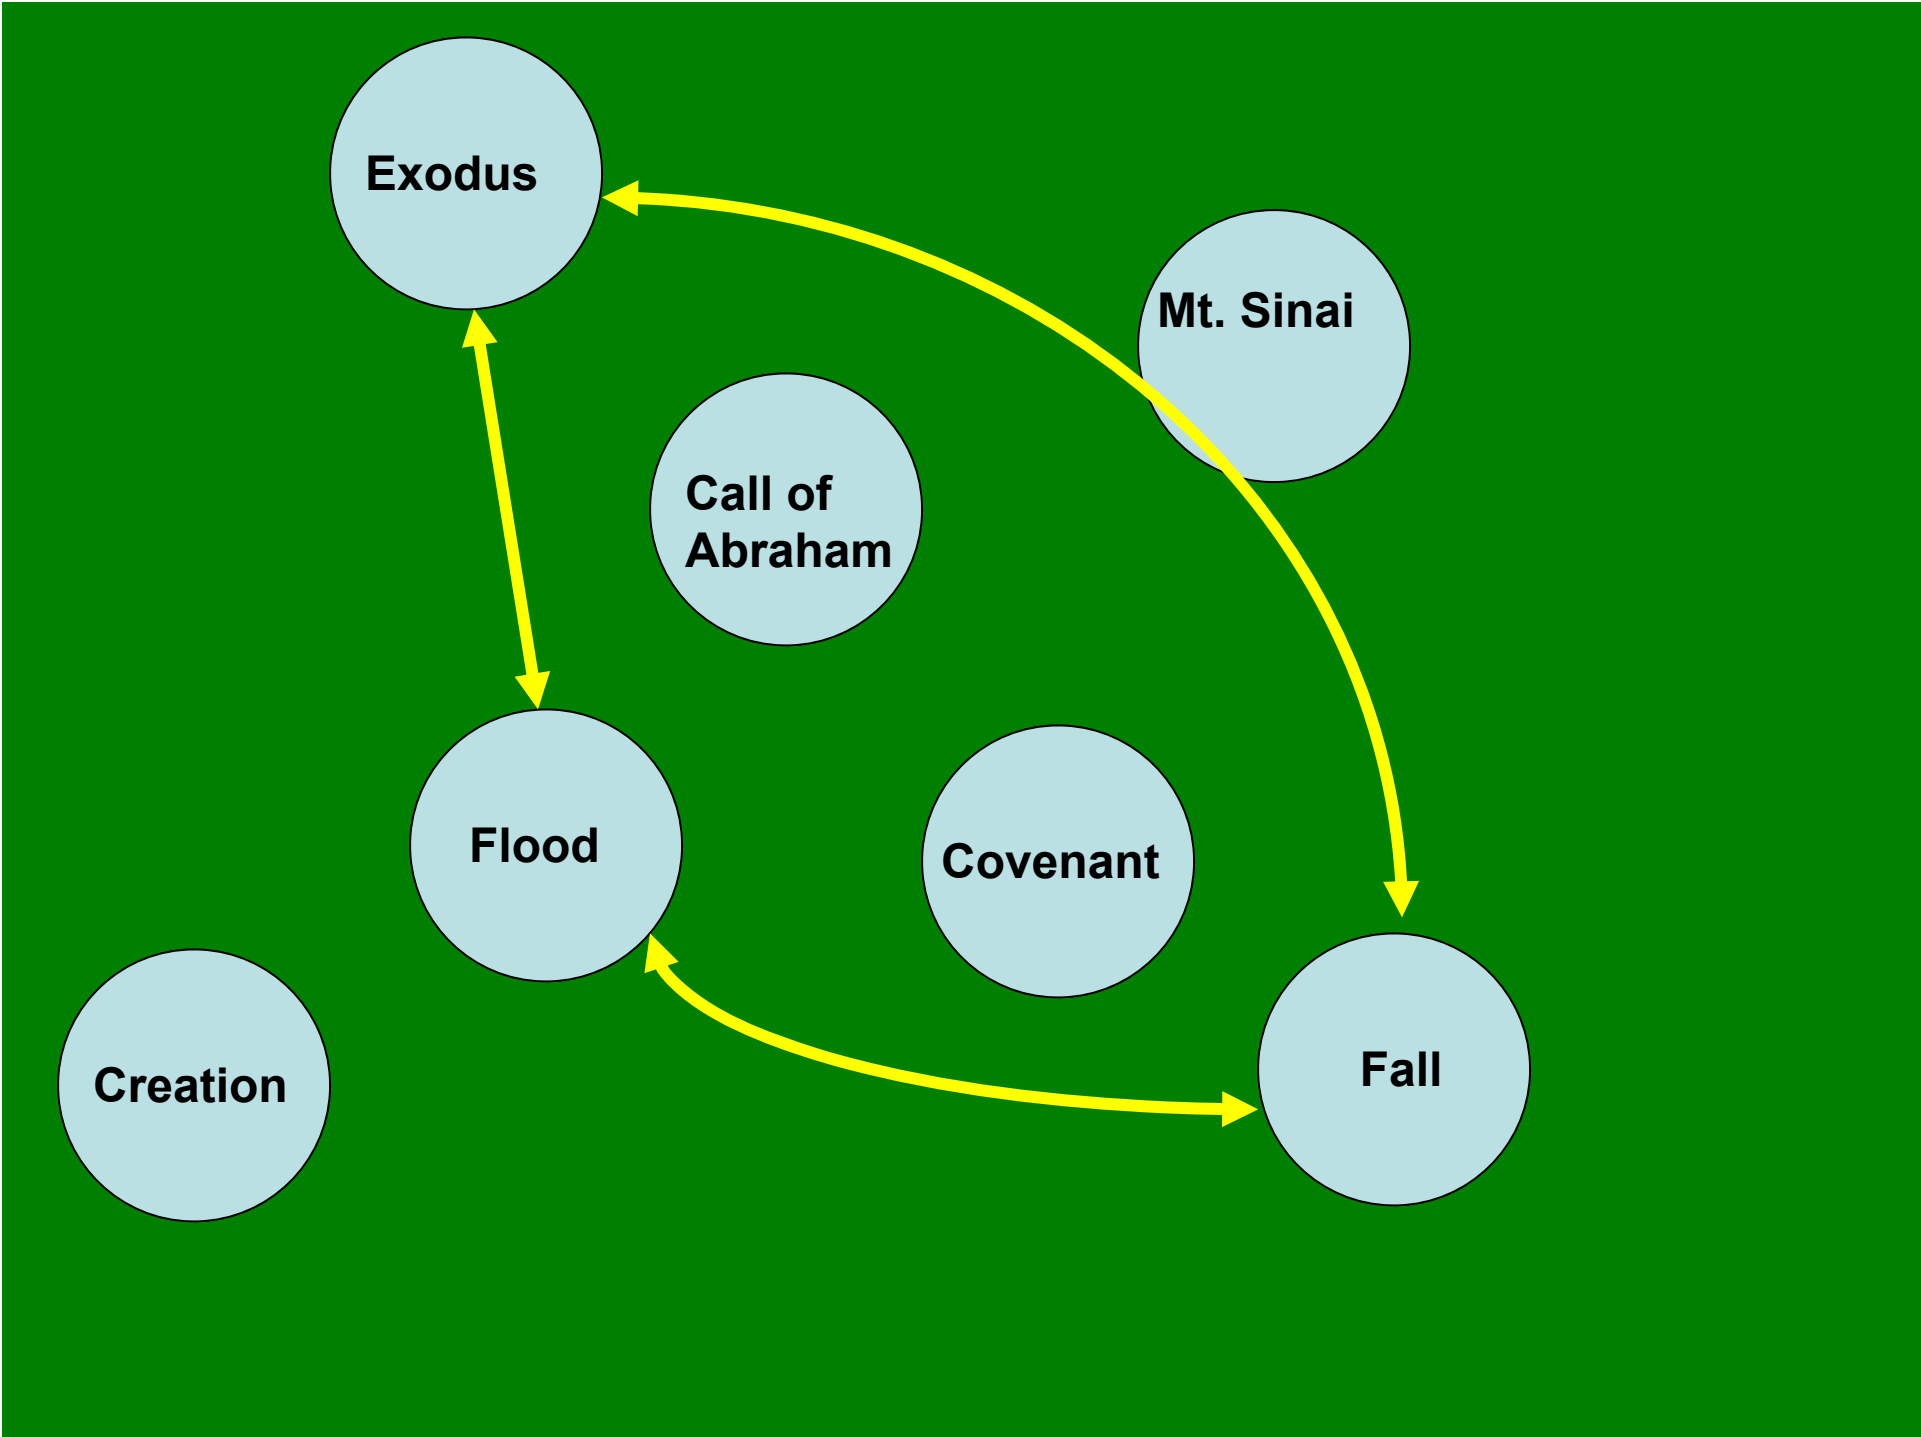 Exodus
Mt. Sinai
Call of
Abraham
Flood
Covenant
Creation
Fall